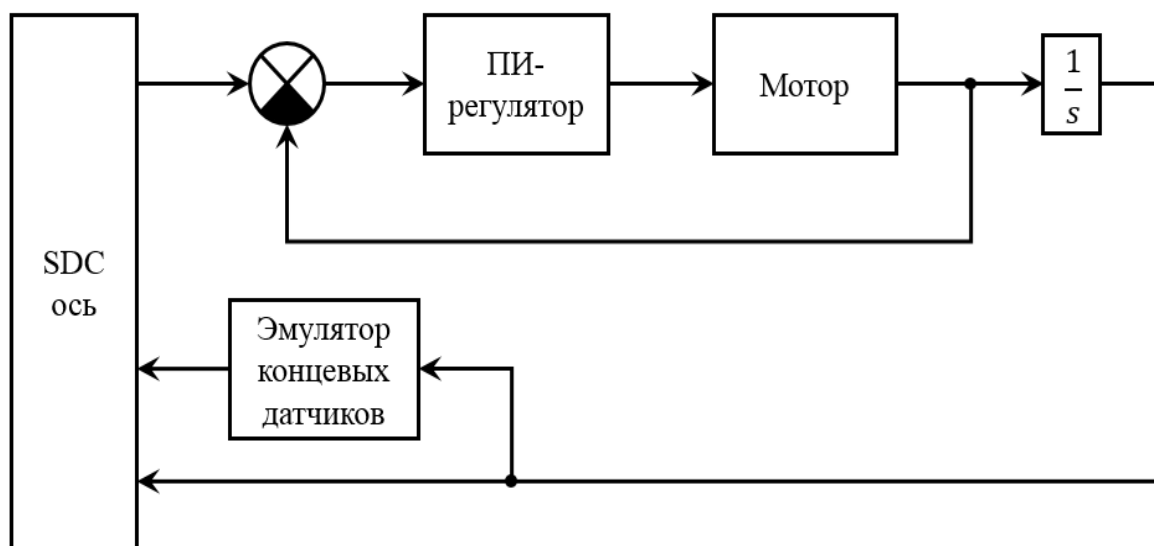 ПИ-
регулятор
Мотор
1
s
SDC
ось
Эмулятор
концевых
датчиков